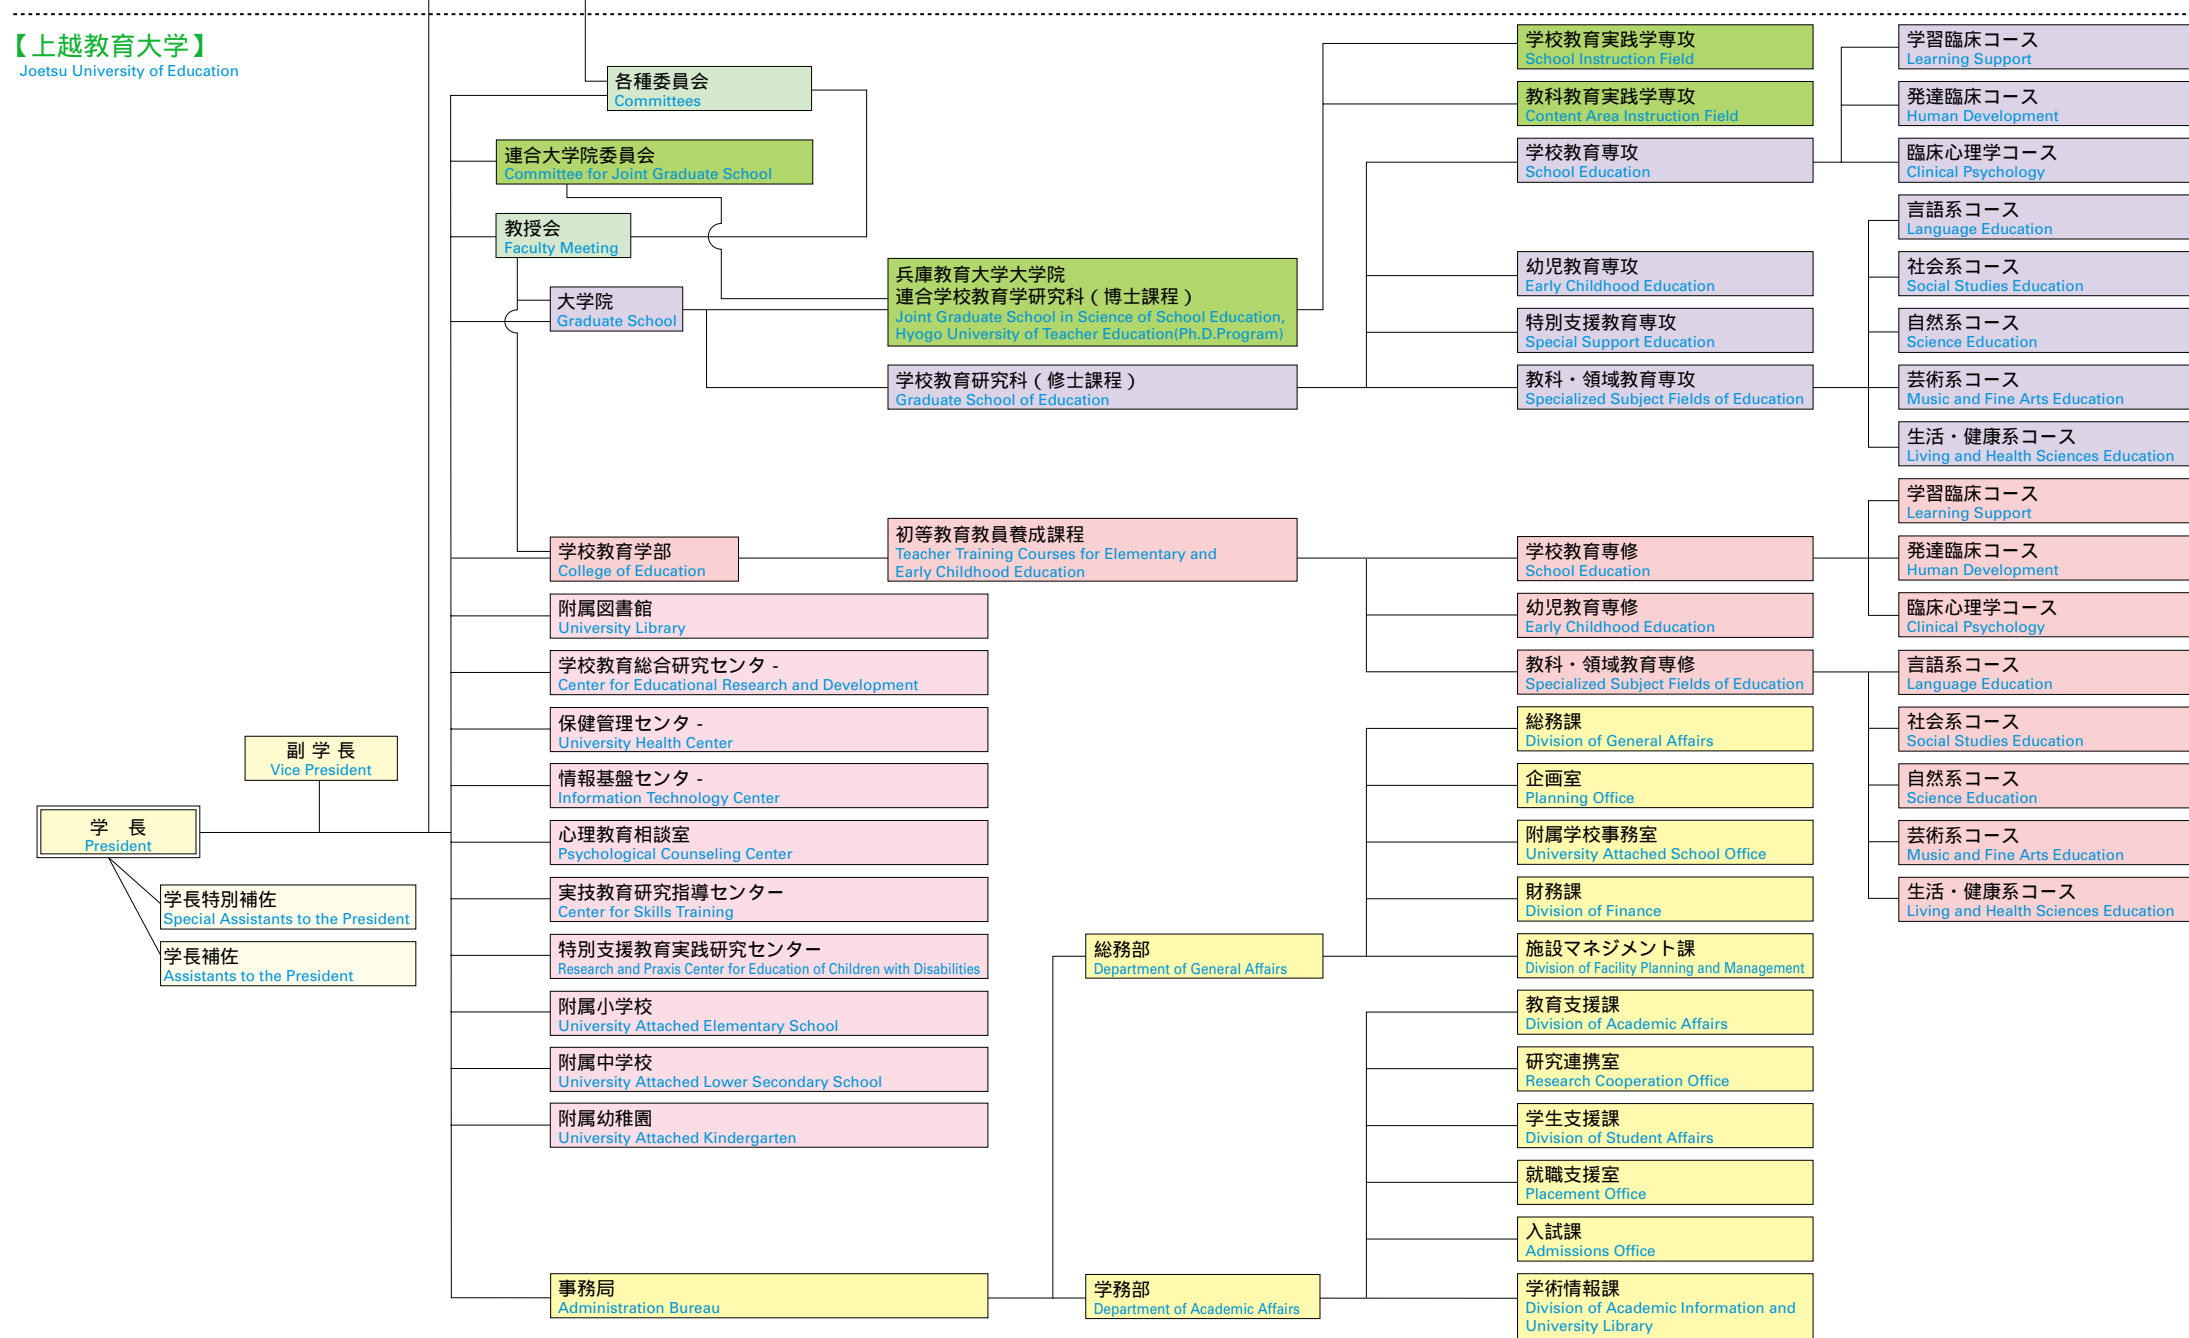 【上越教育大学】
Joetsu University of Education
各種委員会
Committees
連合大学院委員会
Committee for Joint Graduate School
教授会
Faculty Meeting
大学院
Graduate School
兵庫教育大学大学院
連合学校教育学研究科（博士課程）
Joint Graduate School in Science of School Education,
Hyogo University of Teacher Education(Ph.D.Program)
学校教育研究科（修士課程）
Graduate School of Education
学校教育実践学専攻
School Instruction Field
教科教育実践学専攻
Content Area Instruction Field
学校教育専攻
School Education
幼児教育専攻
Early Childhood Education
特別支援教育専攻
Special Support Education
教科・領域教育専攻
Specialized Subject Fields of Education
学習臨床コース
Learning Support
発達臨床コース
Human Development
臨床心理学コース
Clinical Psychology
言語系コース
Language Education
社会系コース
Social Studies Education
自然系コース
Science Education
芸術系コース
Music and Fine Arts Education
生活・健康系コース
Living and Health Sciences Education
学校教育学部
College of Education
初等教育教員養成課程
Teacher Training Courses for Elementary and
Early Childhood Education
学校教育専修
School Education
幼児教育専修
Early Childhood Education
教科・領域教育専修
Specialized Subject Fields of Education
学習臨床コース
Learning Support
発達臨床コース
Human Development
臨床心理学コース
Clinical Psychology
言語系コース
Language Education
社会系コース
Social Studies Education
自然系コース
Science Education
芸術系コース
Music and Fine Arts Education
生活・健康系コース
Living and Health Sciences Education
附属図書館
University Library
学校教育総合研究センタ-
Center for Educational Research and Development
保健管理センタ-
University Health Center
情報基盤センタ-
Information Technology Center
心理教育相談室
Psychological Counseling Center
実技教育研究指導センター
Center for Skills Training
特別支援教育実践研究センター
Research and Praxis Center for Education of Children with Disabilities
附属小学校
University Attached Elementary School
附属中学校
University Attached Lower Secondary School
附属幼稚園
University Attached Kindergarten
副学長
Vice President
学 長
President
学長特別補佐
Special Assistants to the President
学長補佐
Assistants to the President
事務局
Administration Bureau
総務部
Department of General Affairs
学務部
Department of Academic Affairs
総務課
Division of General Affairs
企画室
Planning Office
附属学校事務室
University Attached School Office
財務課
Division of Finance
施設マネジメント課
Division of Facility Planning and Management
教育支援課
Division of Academic Affairs
研究連携室
Research Cooperation Office
学生支援課
Division of Student Affairs
就職支援室
Placement Office
入試課
Admissions Office
学術情報課
Division of Academic Information and
University Library